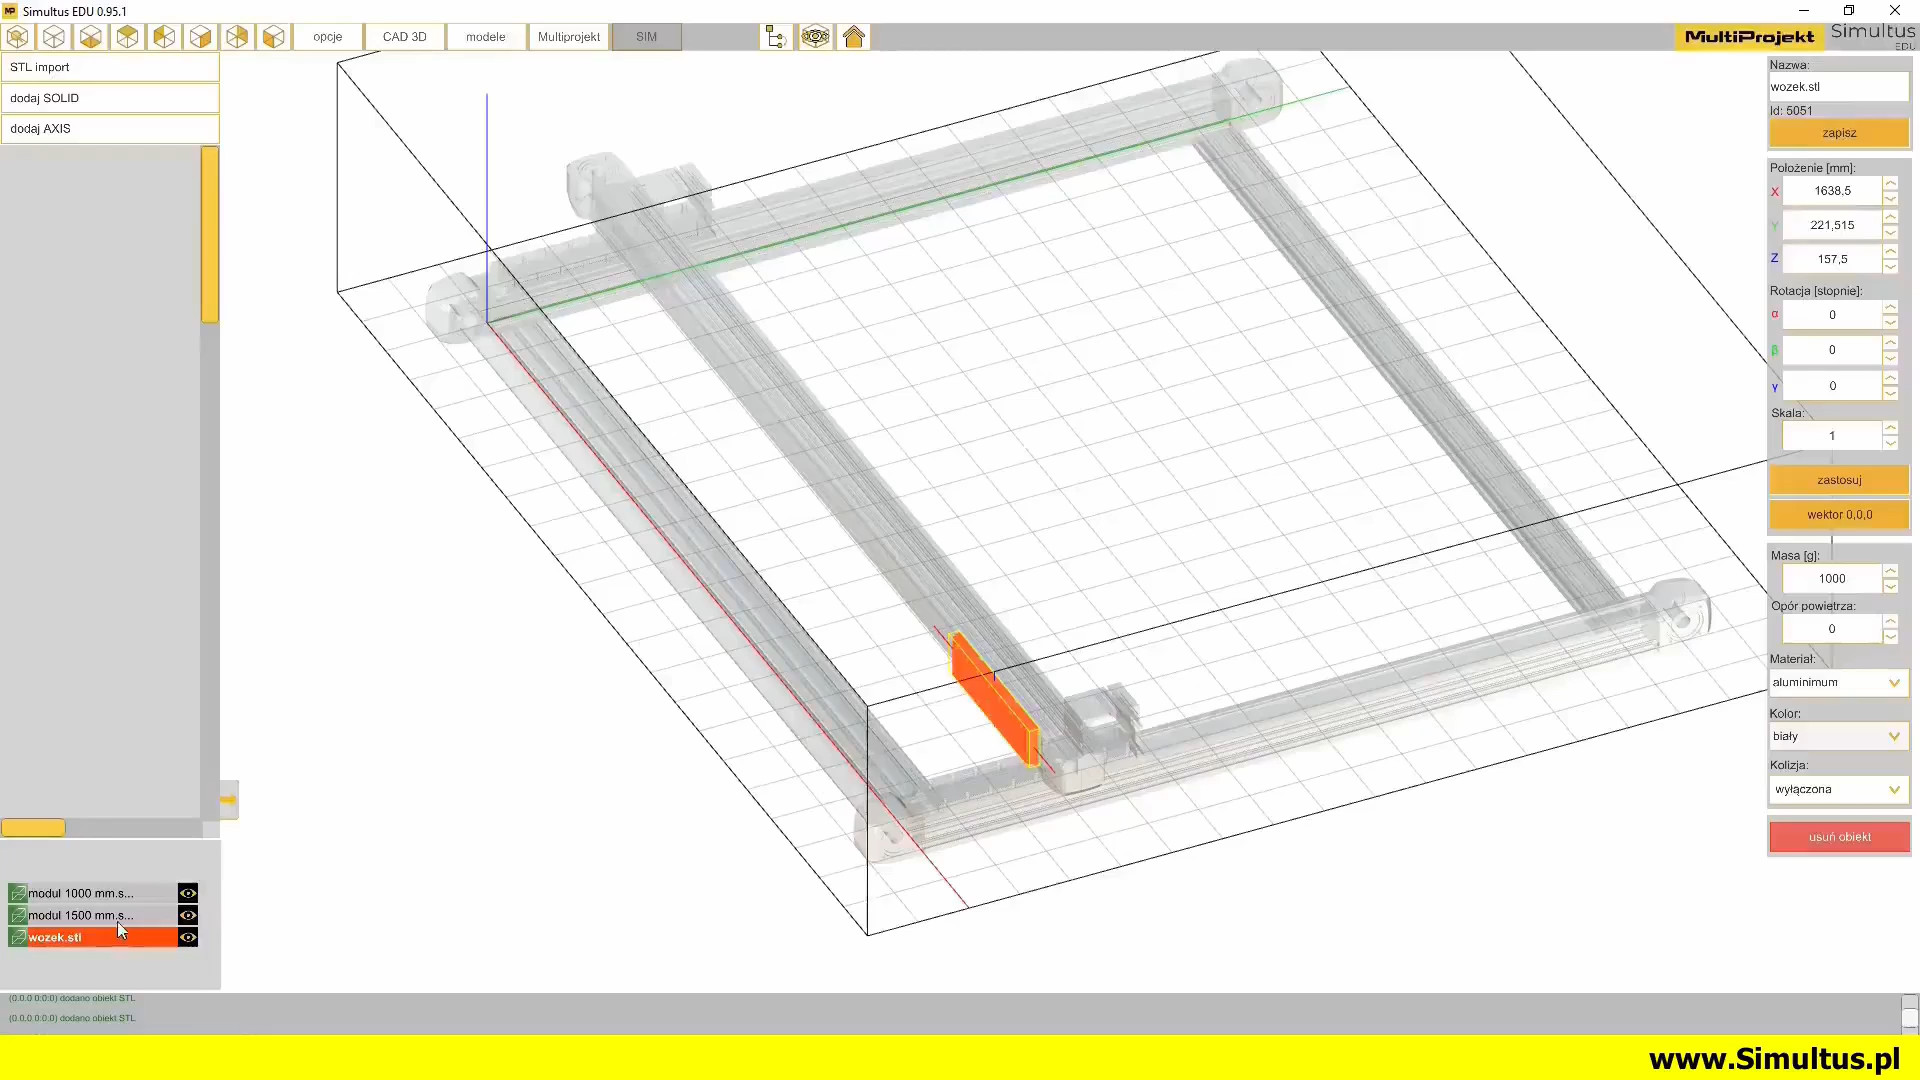 MP Simultus EDU 0.95.1
opcje
CAD 3D
modele
Multiprojekt
SIM
MultiProjekt
Simultus
EDU
STL import
dodaj SOLID
dodaj AXIS
Nazwa:
wozek.stl
Id: 5051
zapisz
Położenie [mm]:
X 1638,5
Y 221,515
Z 157,5
Rotacja [stopnie]:
α 0
β 0
γ 0
Skala:
1
zastosuj
wektor 0,0,0
Masa [g]:
1000
Opór powietrza:
0
Materiał:
aluminimum
Kolor:
biały
Kolizja:
wyłączona
usuń obiekt
modul 1000 mm.s...
modul 1500 mm.s...
wozek.stl
(0.0.0 0:0:0) dodano obiekt STL
(0.0.0 0:0:0) dodano obiekt STL
www.Simultus.pl